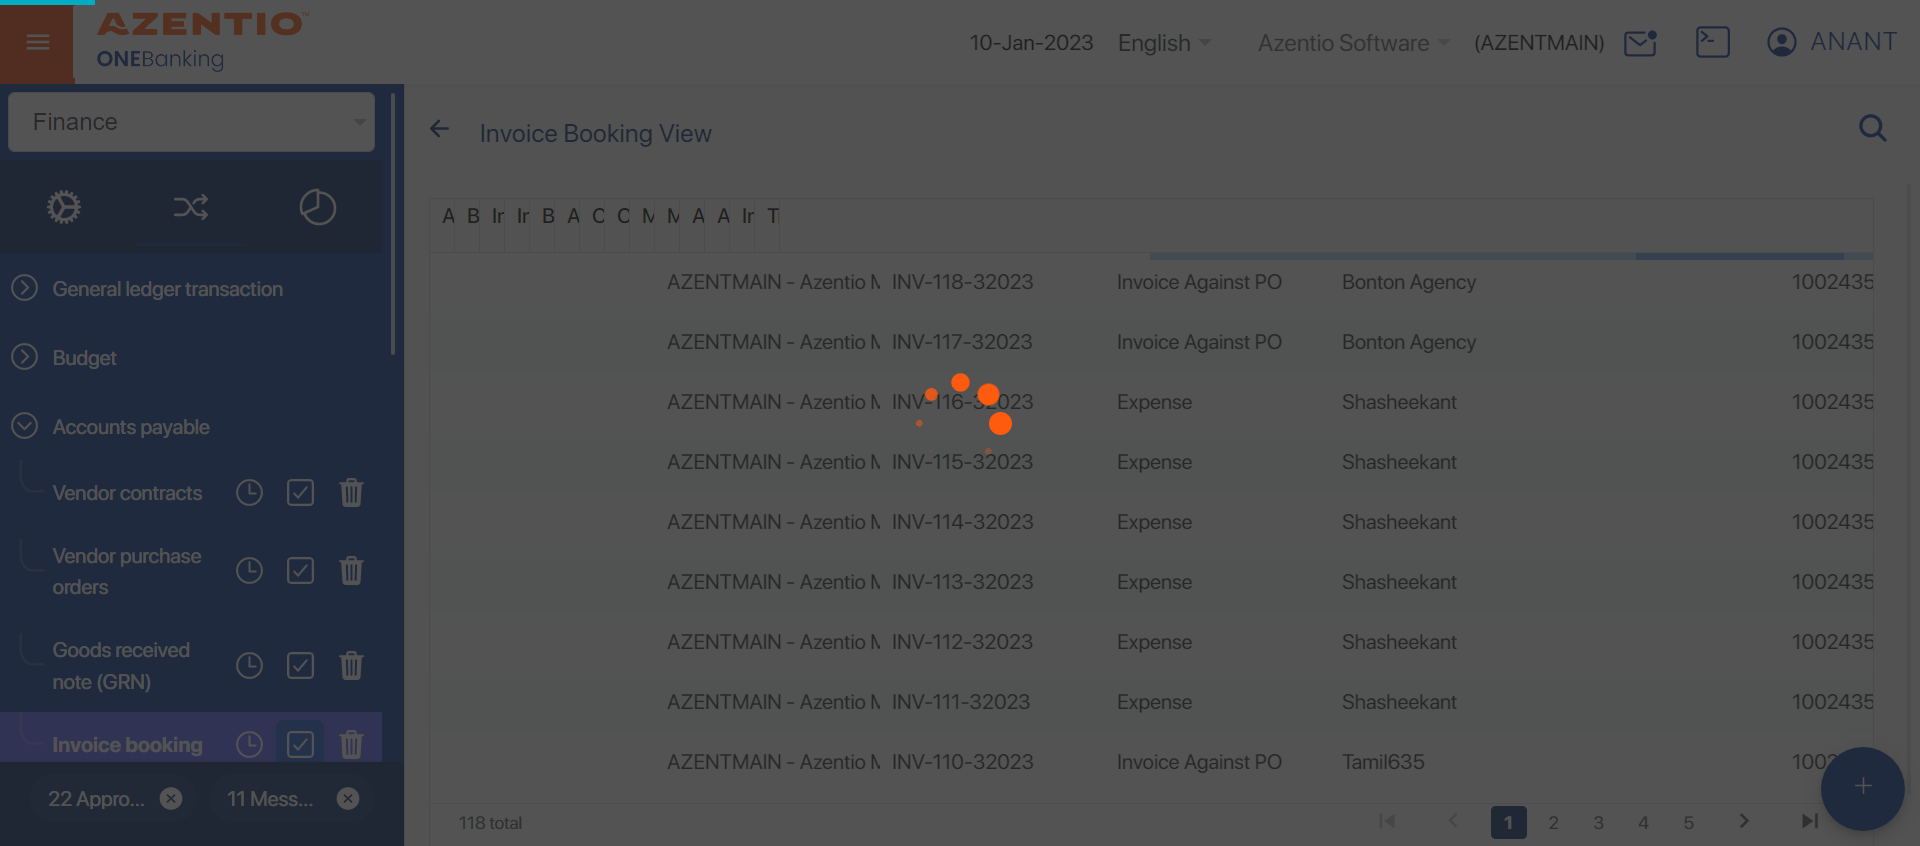 AZENTIO™
ONEBanking
10-Jan-2023 English Azentio Software (AZENTMAIN) ANANT
Finance
General ledger transaction
Budget
Accounts payable
Vendor contracts
Vendor purchase
orders
Goods received
note (GRN)
Invoice booking
22 Appro...
11 Mess...
Invoice Booking View
A B In In B A C C M M A A In T
AZENTMAIN - Azentio M INV-118-32023 Invoice Against PO Bonton Agency 1002435
AZENTMAIN - Azentio M INV-117-32023 Invoice Against PO Bonton Agency 1002435
AZENTMAIN - Azentio M INV-116-32023 Expense Shasheekant 1002435
AZENTMAIN - Azentio M INV-115-32023 Expense Shasheekant 1002435
AZENTMAIN - Azentio M INV-114-32023 Expense Shasheekant 1002435
AZENTMAIN - Azentio M INV-113-32023 Expense Shasheekant 1002435
AZENTMAIN - Azentio M INV-112-32023 Expense Shasheekant 1002435
AZENTMAIN - Azentio M INV-111-32023 Expense Shasheekant 1002435
AZENTMAIN - Azentio M INV-110-32023 Invoice Against PO Tamil635 1002
118 total 1 2 3 4 5